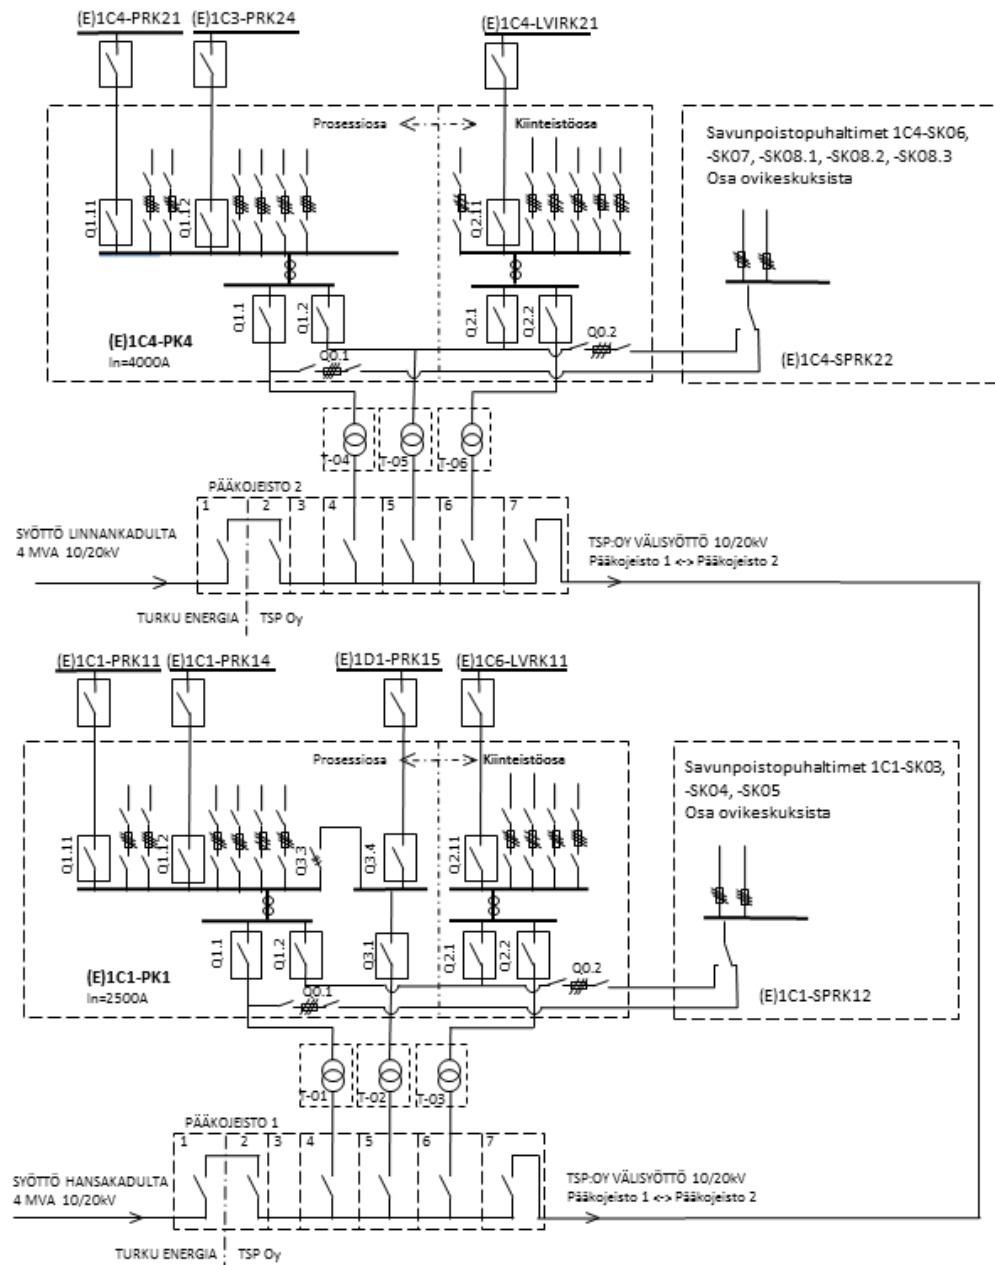 (E)1C4-PRK21 (E)1C3-PRK24 (E)1C4-LVIRK21
Prosessiosa Kiinteistöosa
Savunpoistopuhaltimet 1C4-SK06,
-SK07, -SK08.1, -SK08.2, -SK08.3
Osa ovikeskuksista
Q1.11 Q1.12 Q2.11
Q1.1 Q1.2 Q2.1 Q2.2
Q0.2
(E)1C4-PK4
In=4000A
Q0.1
(E)1C4-SPRK22
T-04 T-05 T-06
PÄÄKOJEISTO 2
1 2 3 4 5 6 7
SYÖTTÖ LINNANKADULTA
4 MVA 10/20kV
TSP:OY VÄLISYÖTTÖ 10/20kV
Pääkojeisto 1 <-> Pääkojeisto 2
TURKU ENERGIA TSP Oy
(E)1C1-PRK11 (E)1C1-PRK14 (E)1D1-PRK15 (E)1C6-LVRK11
Prosessiosa Kiinteistöosa
Savunpoistopuhaltimet 1C1-SK03,
-SK04, -SK05
Osa ovikeskuksista
Q1.11 Q1.12 Q3.3 Q3.4 Q2.11
Q1.1 Q1.2 Q3.1 Q2.1 Q2.2
Q0.2
(E)1C1-PK1
In=2500A
Q0.1
(E)1C1-SPRK12
T-01 T-02 T-03
PÄÄKOJEISTO 1
1 2 3 4 5 6 7
SYÖTTÖ HANSAKADULTA
4 MVA 10/20kV
TSP:OY VÄLISYÖTTÖ 10/20kV
Pääkojeisto 1 <-> Pääkojeisto 2
TURKU ENERGIA TSP Oy